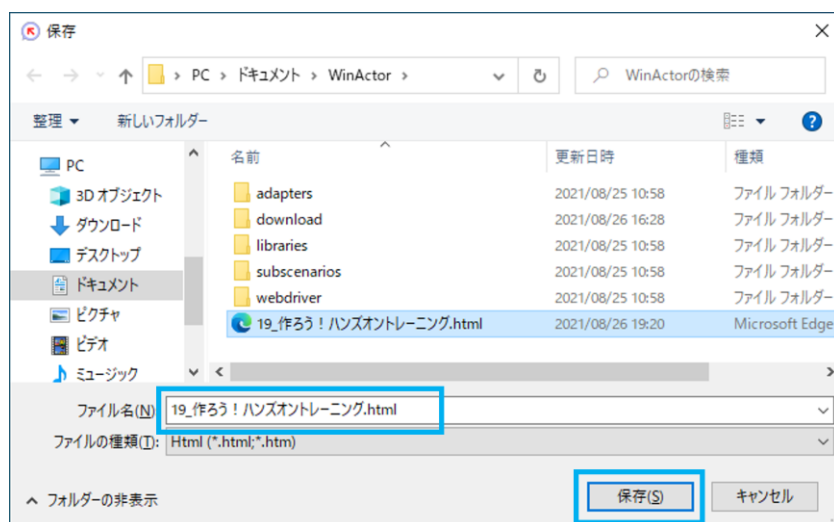 保存
PC › ドキュメント › WinActor ›
WinActorの検索
整理 新しいフォルダー
名前 更新日時 種類
PC
3D オブジェクト
ダウンロード
デスクトップ
ドキュメント
ピクチャ
ビデオ
ミュージック
adapters 2021/08/25 10:58 ファイル フォルダー
download 2021/08/26 16:28 ファイル フォルダー
libraries 2021/08/25 10:58 ファイル フォルダー
subscenarios 2021/08/25 10:58 ファイル フォルダー
webdriver 2021/08/25 10:58 ファイル フォルダー
19_作ろう！ハンズオントレーニング.html 2021/08/26 19:20 Microsoft Edge
ファイル名(N): 19_作ろう！ハンズオントレーニング.html
ファイルの種類(T): Html (*.html;*.htm)
フォルダーの非表示 保存(S) キャンセル